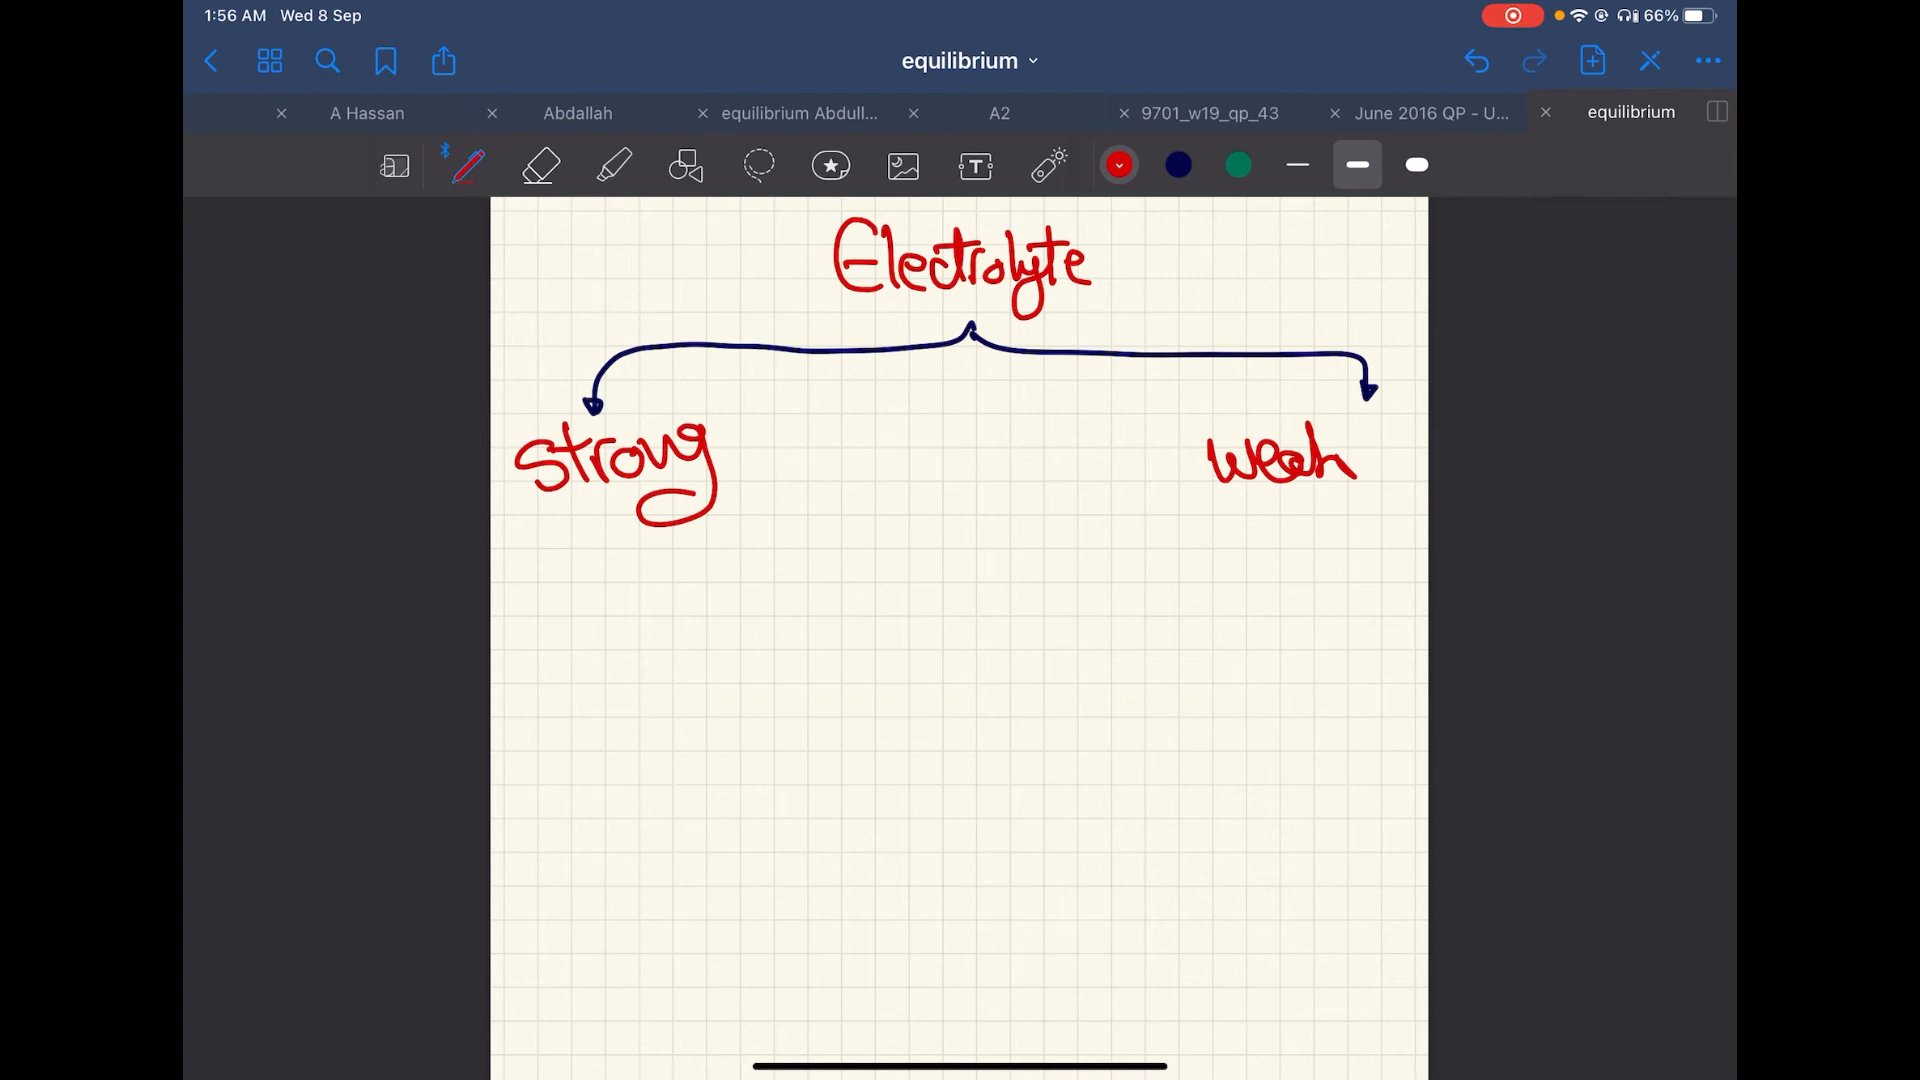 1:56 AM Wed 8 Sep
66%
equilibrium
A Hassan
Abdallah
equilibrium Abdull...
A2
9701_w19_qp_43
June 2016 QP - U...
equilibrium
Electrolyte
Strong
weak